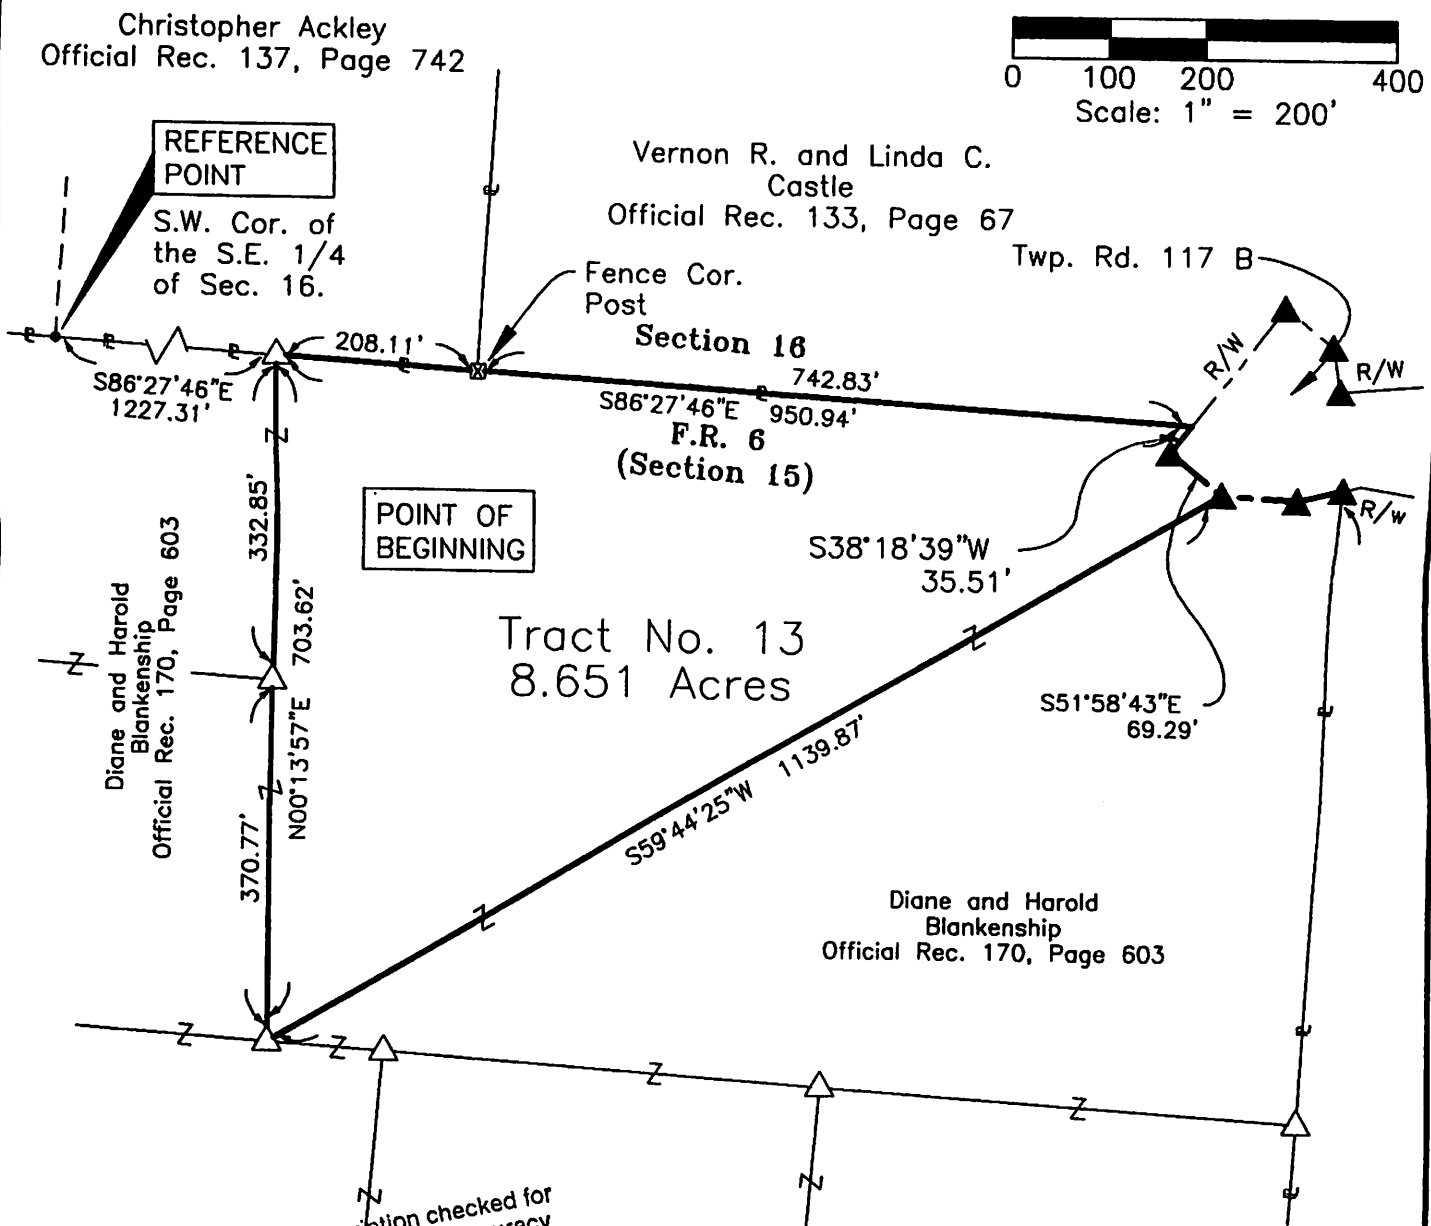 Christopher Ackley
Official Rec. 137, Page 742
0 100 200 400
Scale: 1" = 200'
REFERENCE
POINT
S.W. Cor. of
the S.E. 1/4
of Sec. 16.
Vernon R. and Linda C.
Castle
Official Rec. 133, Page 67
Twp. Rd. 117 B
Fence Cor.
Post
Section 16
208.11'
742.83'
S86°27'46"E 950.94'
F.R. 6
(Section 15)
S86°27'46"E
1227.31'
R/W
R/W
R/W
POINT OF
BEGINNING
S38°18'39"W
35.51'
332.85'
N00°13'57"E 703.62'
370.77'
Diane and Harold
Blankenship
Official Rec. 170, Page 603
Tract No. 13
8.651 Acres
S51°58'43"E
69.29'
S59°44'25"W 1139.87'
Diane and Harold
Blankenship
Official Rec. 170, Page 603
checked for